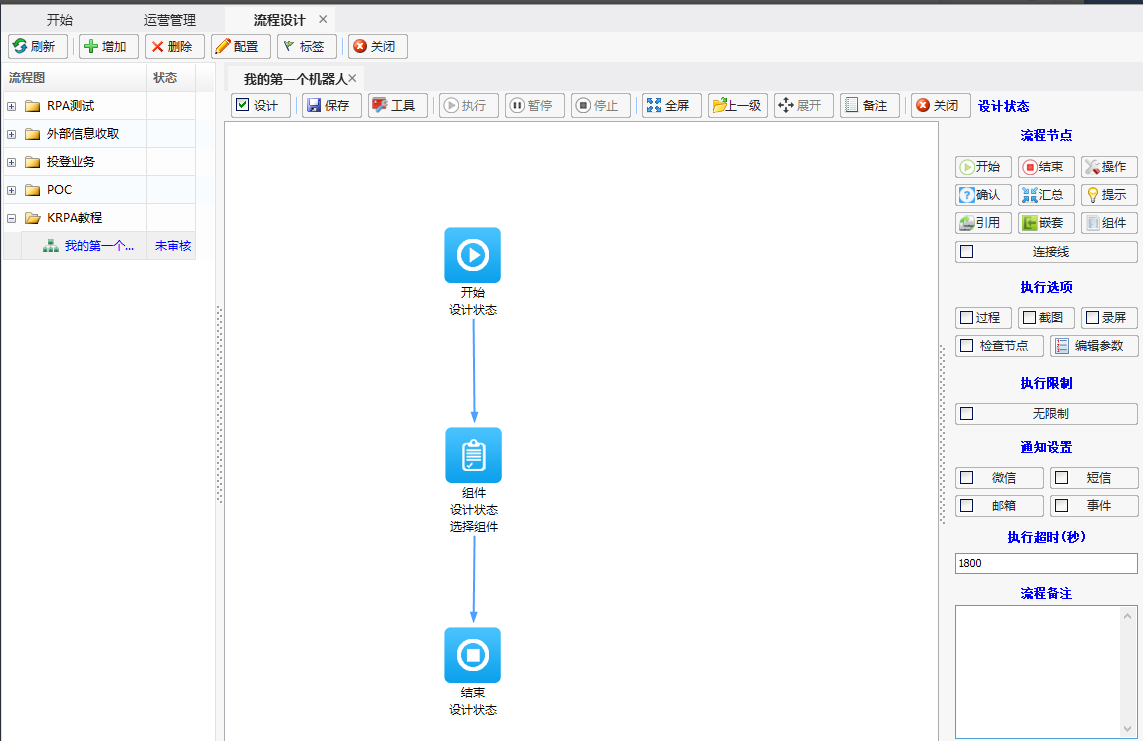 开始 运营管理 流程设计
刷新 增加 删除 配置 标签 关闭
流程图 状态
RPA测试
外部信息收取
投登业务
POC
KRPA教程
我的第一个... 未审核
我的第一个机器人
设计 保存 工具 执行 暂停 停止 全屏 上一级 展开 备注 关闭 设计状态
开始
设计状态
组件
设计状态
选择组件
结束
设计状态
流程节点
开始 结束 操作
确认 汇总 提示
引用 嵌套 组件
连接线
执行选项
过程 截图 录屏
检查节点 编辑参数
执行限制
无限制
通知设置
微信 短信
邮箱 事件
执行超时(秒)
1800
流程备注